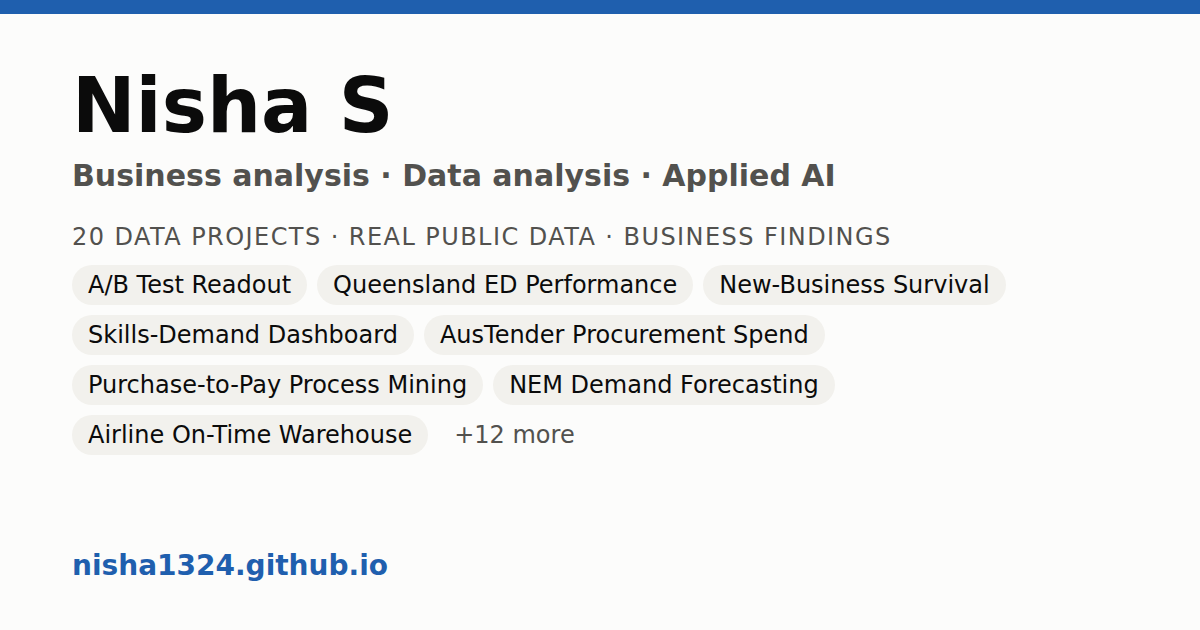 Nisha S
Business analysis · Data analysis · Applied AI
20 DATA PROJECTS · REAL PUBLIC DATA · BUSINESS FINDINGS
A/B Test Readout Queensland ED Performance New-Business Survival
Skills-Demand Dashboard AusTender Procurement Spend
Purchase-to-Pay Process Mining NEM Demand Forecasting
Airline On-Time Warehouse +12 more
nisha1324.github.io